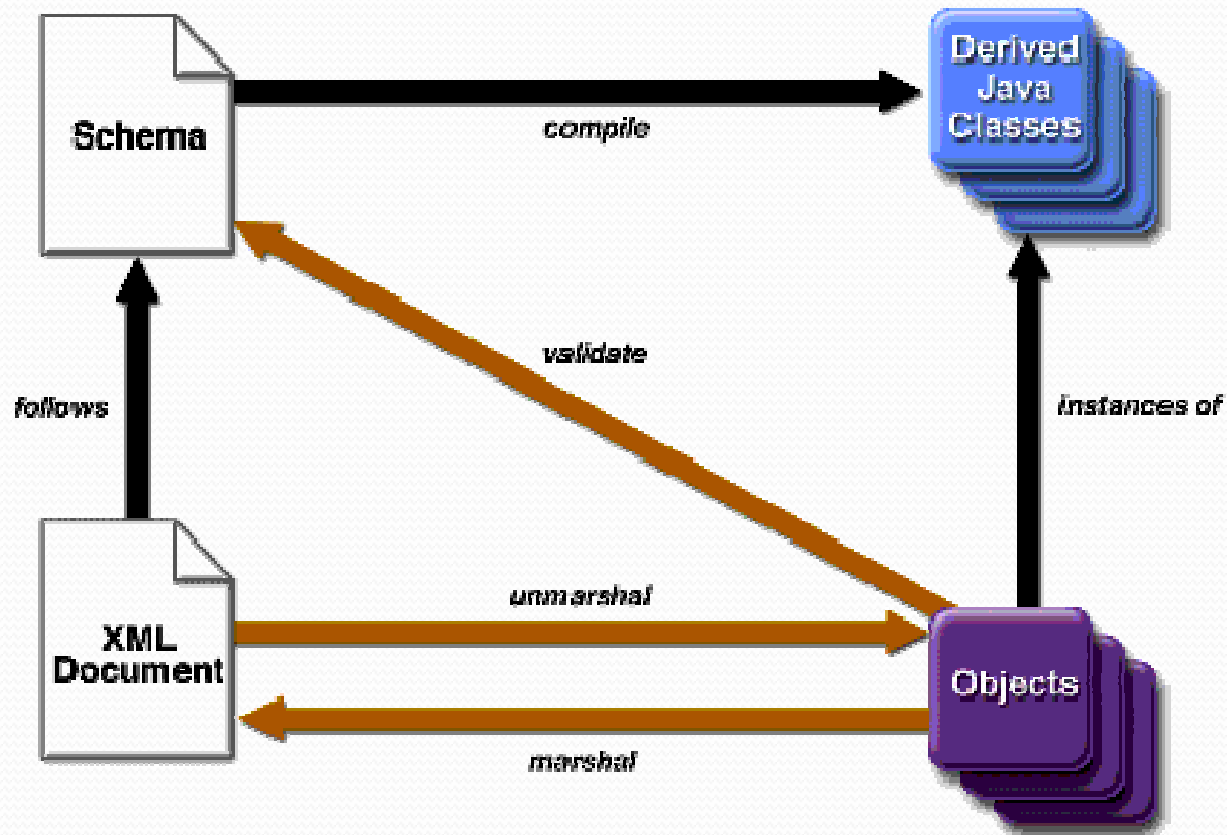 Schema
compile
Derived
Java
Classes
validate
follows
instances of
unmarshal
XML
Document
Objects
marshal